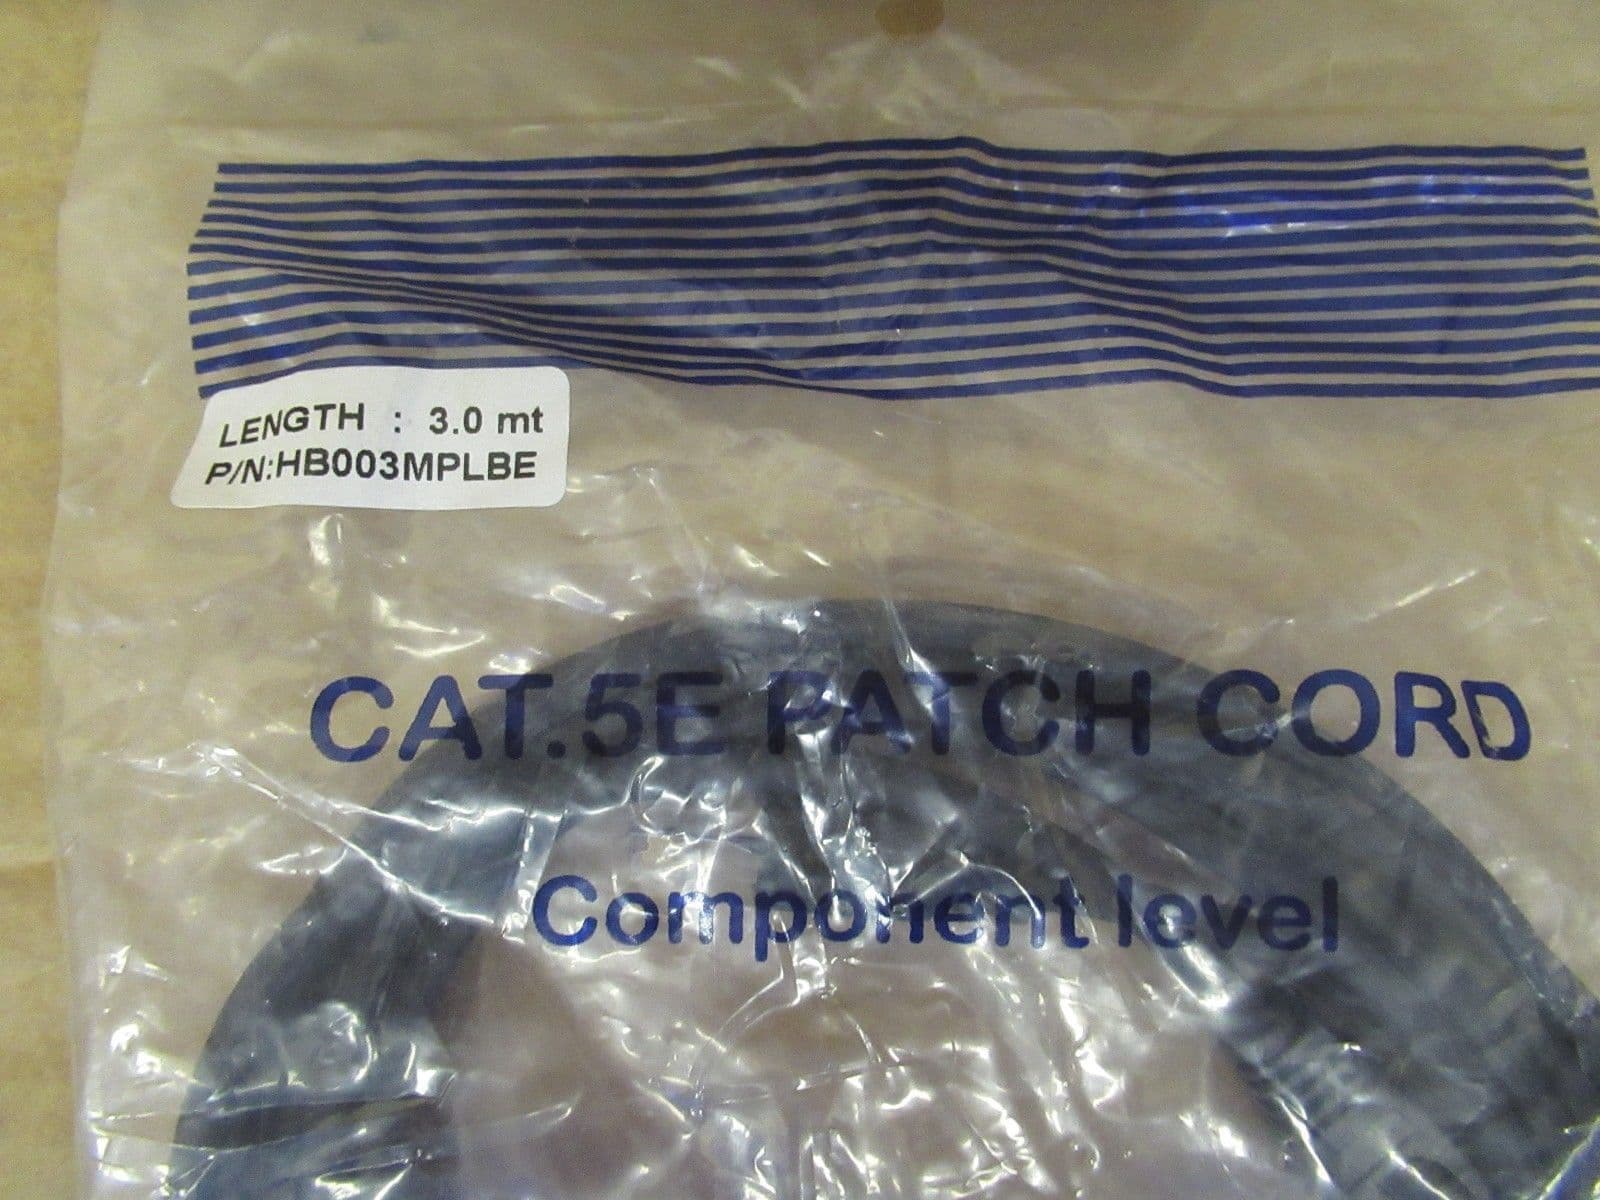 LENGTH : 3.0 mt
P/N:HB003MPLBE
CAT.5E PATCH CORD
Component level